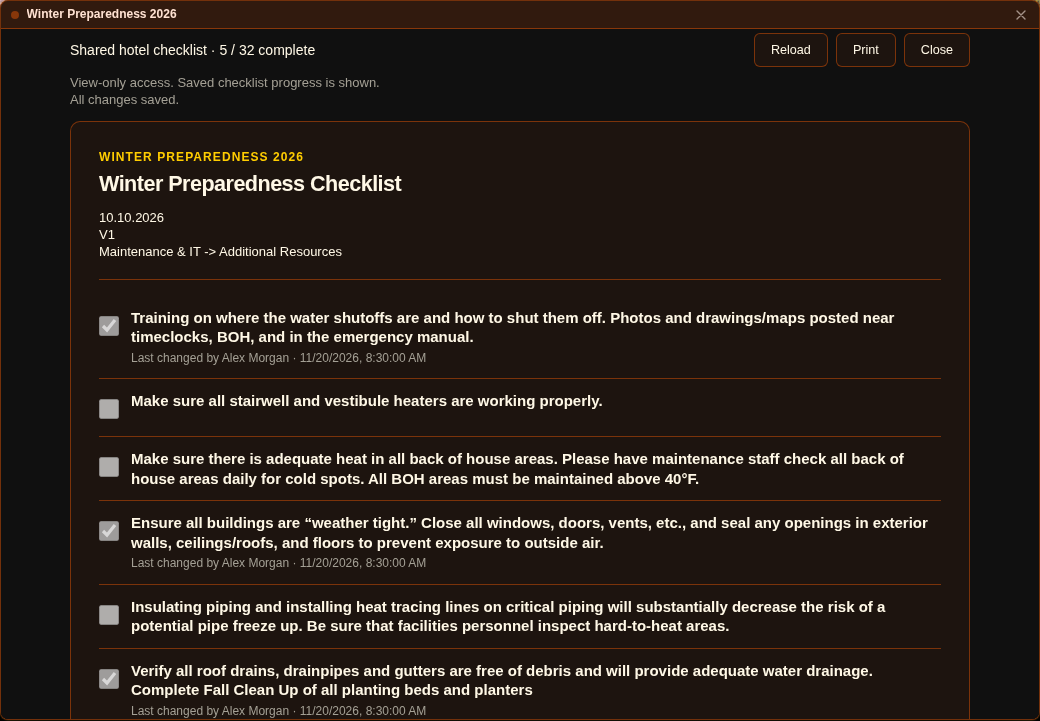 Winter Preparedness 2026
Shared hotel checklist · 5 / 32 complete
Reload
Print
Close
View-only access. Saved checklist progress is shown.
All changes saved.
WINTER PREPAREDNESS 2026
Winter Preparedness Checklist
10.10.2026
V1
Maintenance & IT -> Additional Resources
Training on where the water shutoffs are and how to shut them off. Photos and drawings/maps posted near
timeclocks, BOH, and in the emergency manual.
Last changed by Alex Morgan · 11/20/2026, 8:30:00 AM
Make sure all stairwell and vestibule heaters are working properly.
Make sure there is adequate heat in all back of house areas. Please have maintenance staff check all back of
house areas daily for cold spots. All BOH areas must be maintained above 40°F.
Ensure all buildings are “weather tight.” Close all windows, doors, vents, etc., and seal any openings in exterior
walls, ceilings/roofs, and floors to prevent exposure to outside air.
Last changed by Alex Morgan · 11/20/2026, 8:30:00 AM
Insulating piping and installing heat tracing lines on critical piping will substantially decrease the risk of a
potential pipe freeze up. Be sure that facilities personnel inspect hard-to-heat areas.
Verify all roof drains, drainpipes and gutters are free of debris and will provide adequate water drainage.
Complete Fall Clean Up of all planting beds and planters
Last changed by Alex Morgan · 11/20/2026, 8:30:00 AM